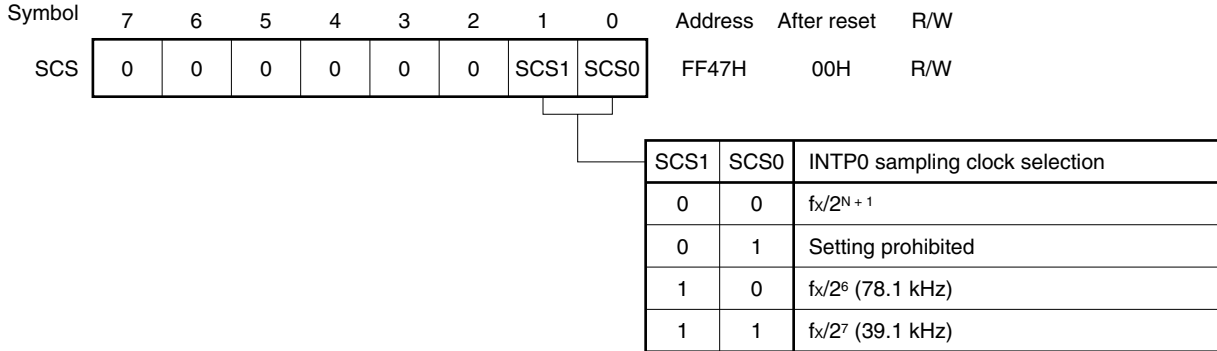 Symbol 7 6 5 4 3 2 1 0 Address After reset R/W
SCS 0 0 0 0 0 0 SCS1 SCS0 FF47H 00H R/W
SCS1 SCS0 INTP0 sampling clock selection
0 0 fx/2ᴺ ⁺ ¹
0 1 Setting prohibited
1 0 fx/2⁶ (78.1 kHz)
1 1 fx/2⁷ (39.1 kHz)